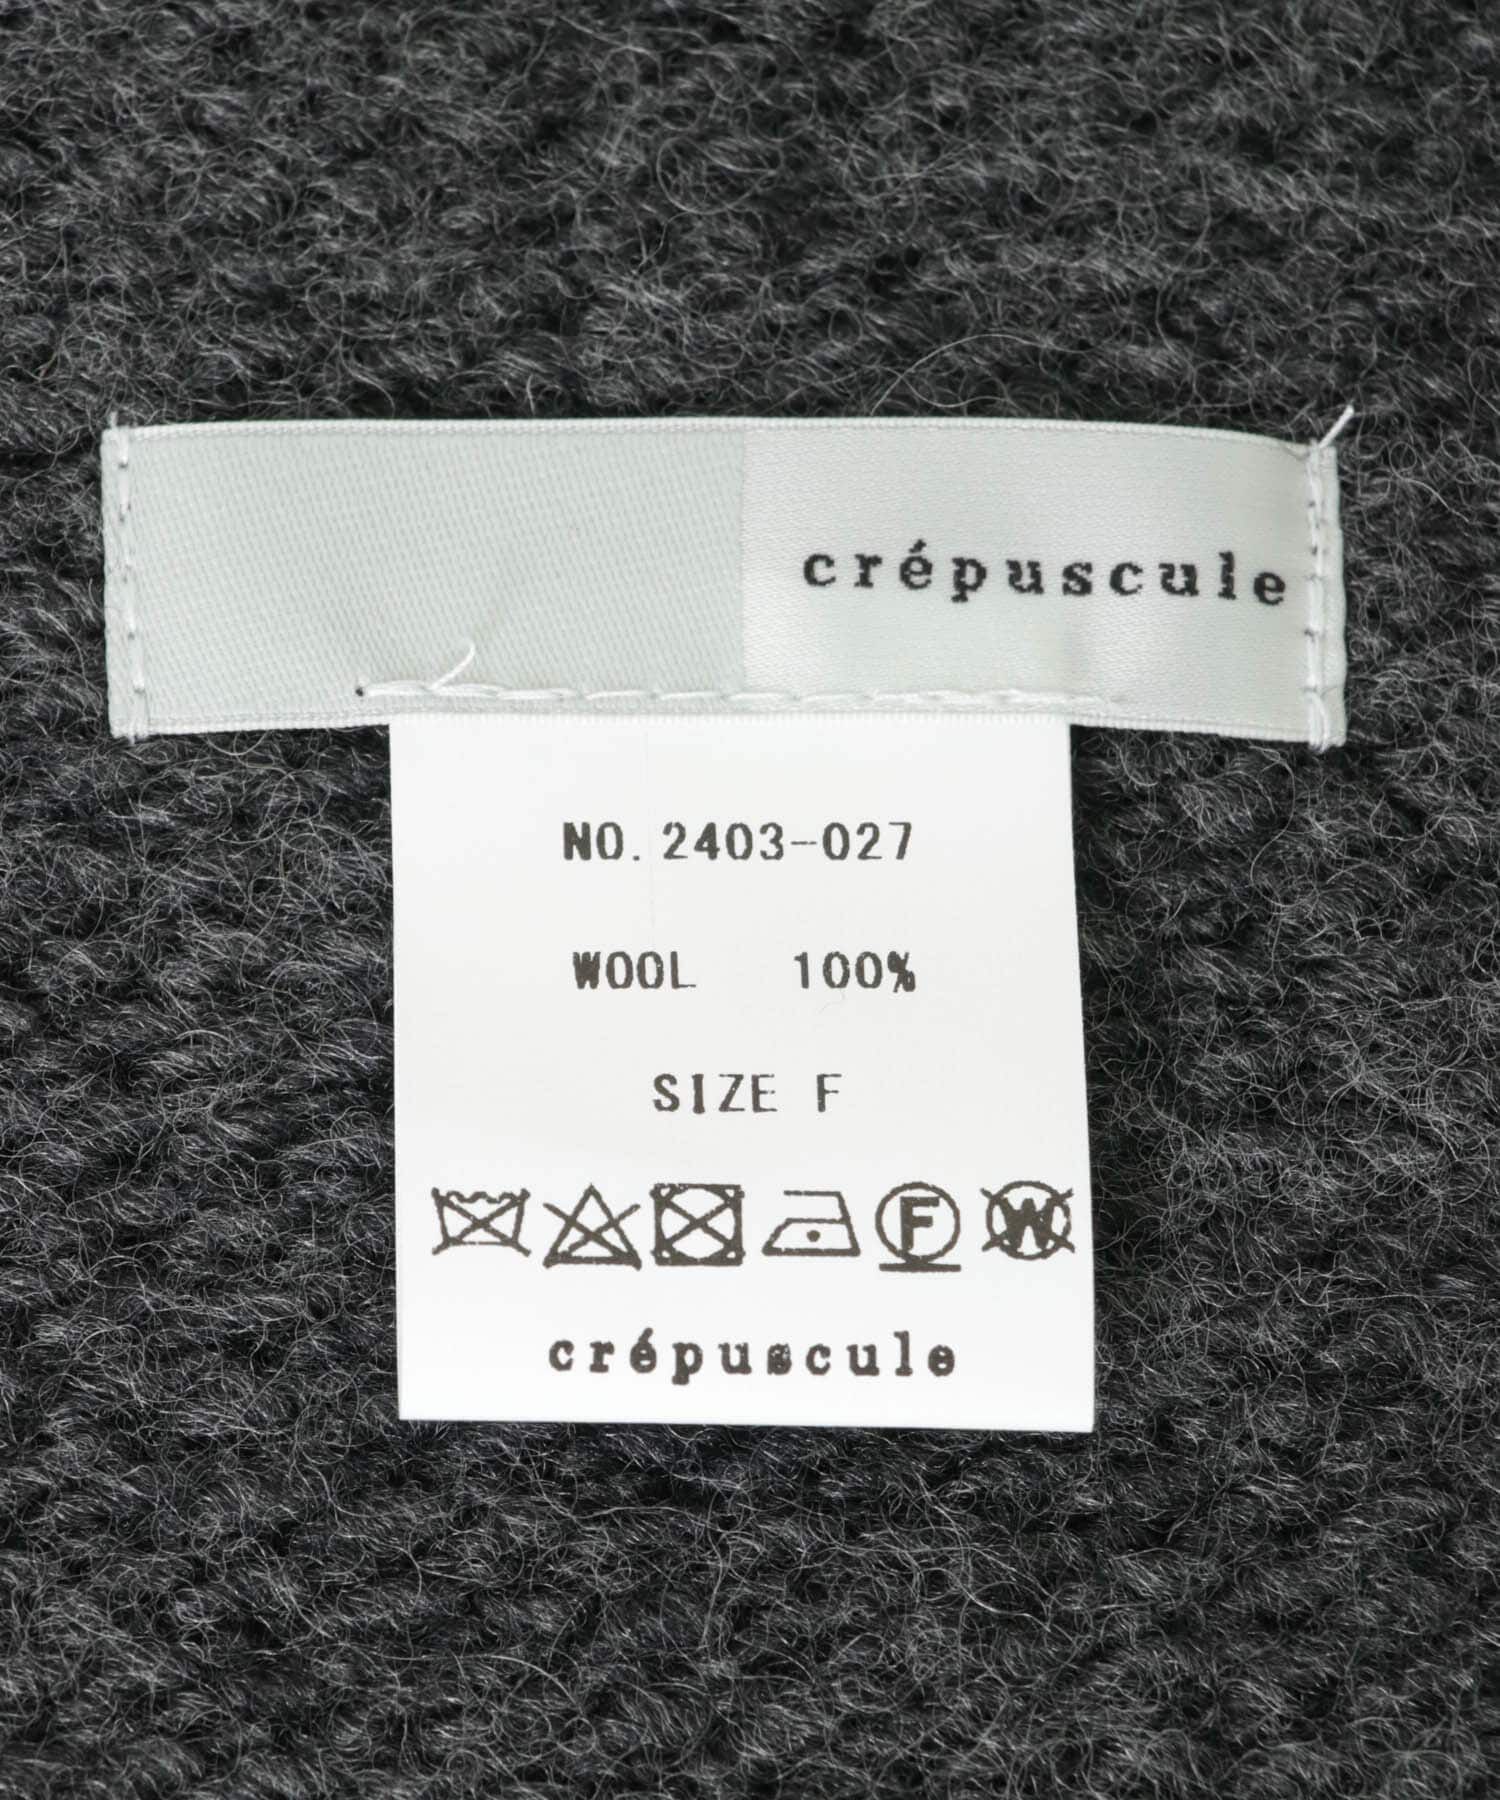 crépuscule
NO. 2403-027
WOOL 100%
SIZE F
F W
crépuscule